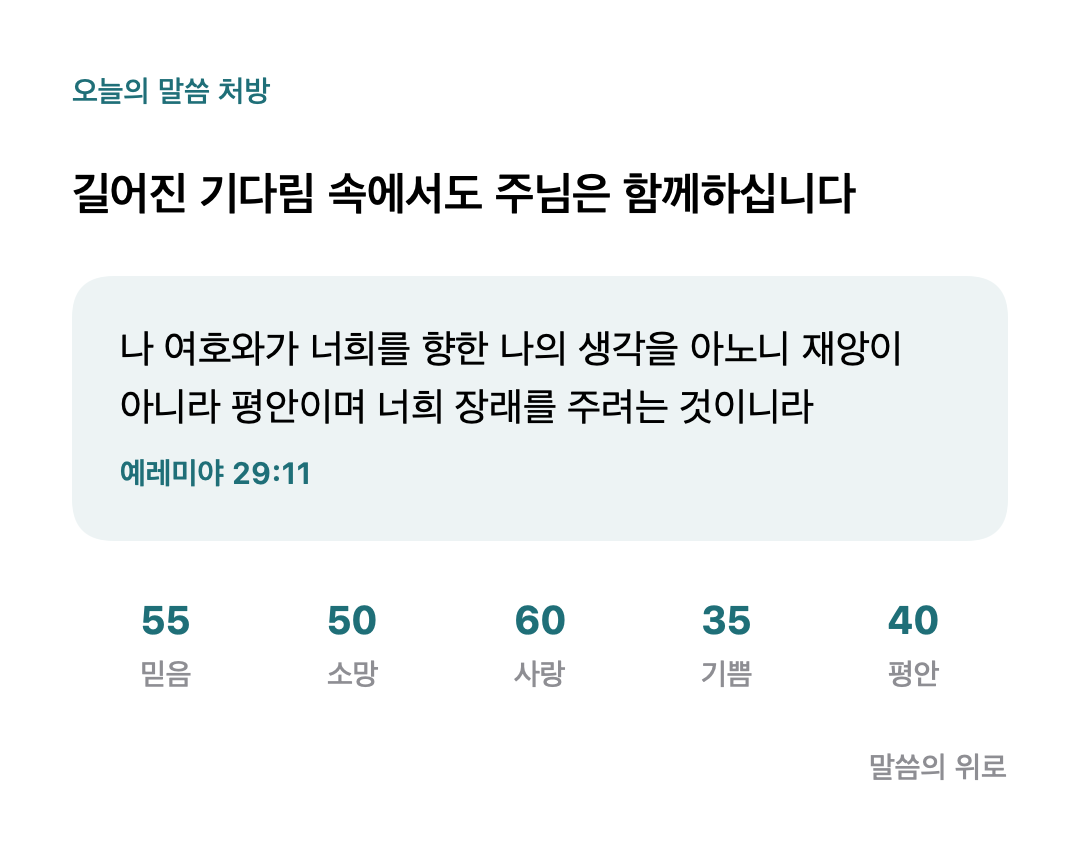 오늘의 말씀 처방
길어진 기다림 속에서도 주님은 함께하십니다
나 여호와가 너희를 향한 나의 생각을 아노니 재앙이
아니라 평안이며 너희 장래를 주려는 것이니라
예레미야 29:11
55 50 60 35 40
믿음 소망 사랑 기쁨 평안
말씀의 위로